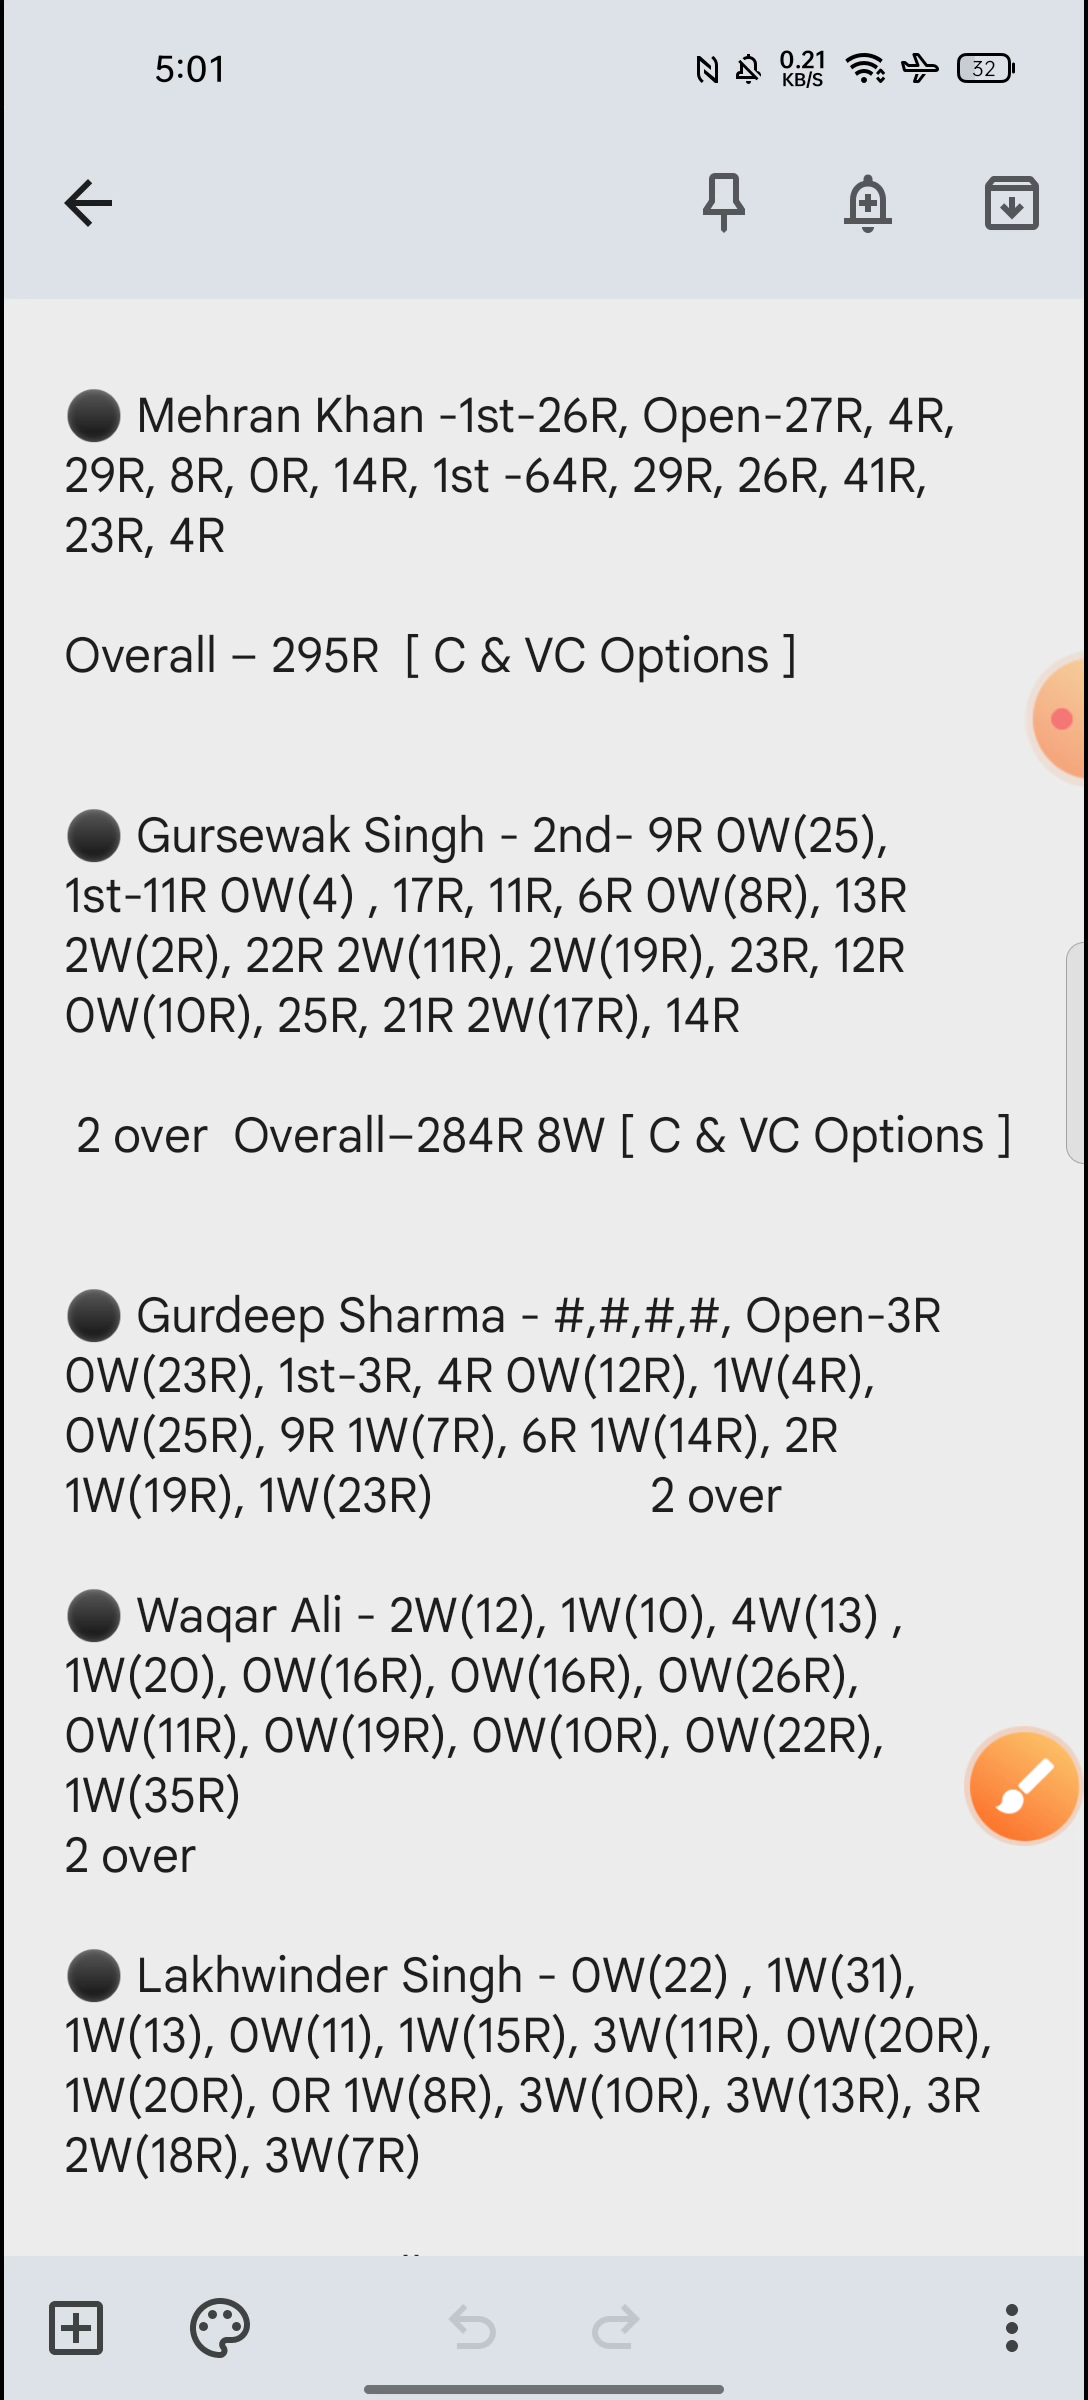 5:01
0.21
KB/S
32
Mehran Khan -1st-26R, Open-27R, 4R,
29R, 8R, 0R, 14R, 1st -64R, 29R, 26R, 41R,
23R, 4R
Overall – 295R  [ C & VC Options ]
Gursewak Singh - 2nd- 9R 0W(25),
1st-11R 0W(4) , 17R, 11R, 6R 0W(8R), 13R
2W(2R), 22R 2W(11R), 2W(19R), 23R, 12R
0W(10R), 25R, 21R 2W(17R), 14R
2 over  Overall–284R 8W [ C & VC Options ]
Gurdeep Sharma - #,#,#,#, Open-3R
0W(23R), 1st-3R, 4R 0W(12R), 1W(4R),
0W(25R), 9R 1W(7R), 6R 1W(14R), 2R
1W(19R), 1W(23R)                2 over
Waqar Ali - 2W(12), 1W(10), 4W(13) ,
1W(20), 0W(16R), 0W(16R), 0W(26R),
0W(11R), 0W(19R), 0W(10R), 0W(22R),
1W(35R)
2 over
Lakhwinder Singh - 0W(22) , 1W(31),
1W(13), 0W(11), 1W(15R), 3W(11R), 0W(20R),
1W(20R), 0R 1W(8R), 3W(10R), 3W(13R), 3R
2W(18R), 3W(7R)